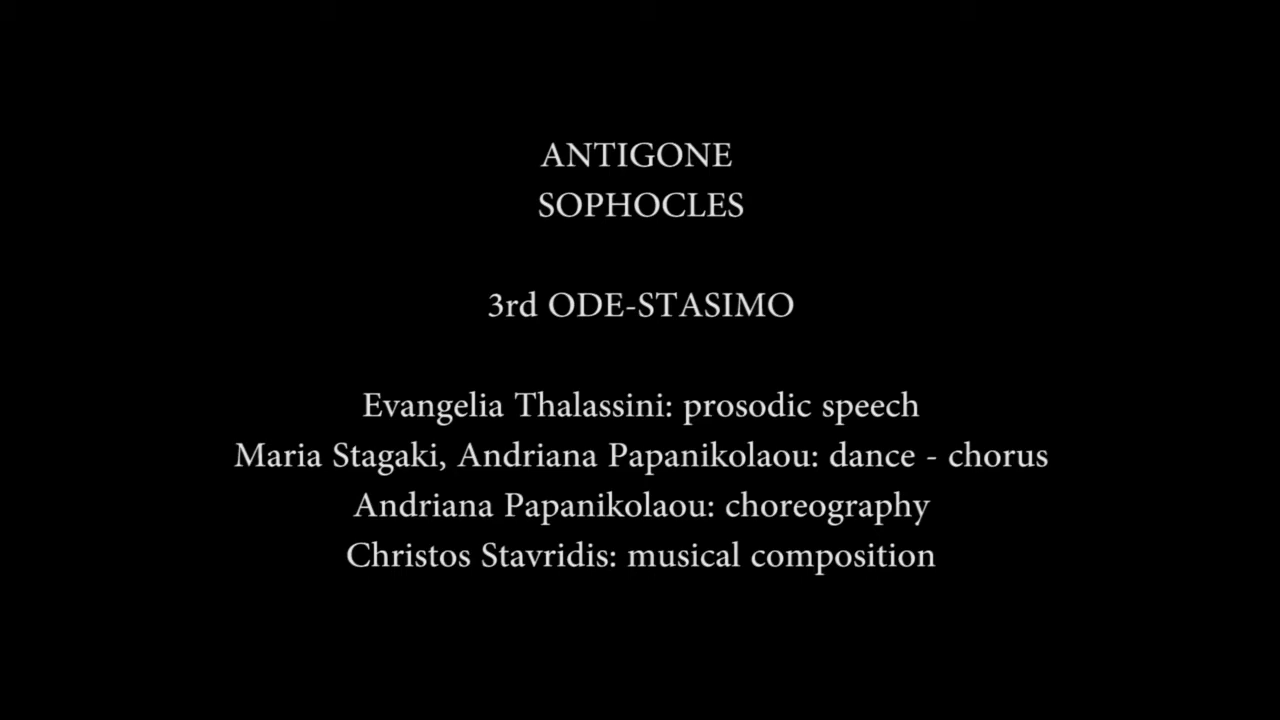 ANTIGONE
SOPHOCLES
3rd ODE-STASIMO
Evangelia Thalassini: prosodic speech
Maria Stagaki, Andriana Papanikolaou: dance - chorus
Andriana Papanikolaou: choreography
Christos Stavridis: musical composition